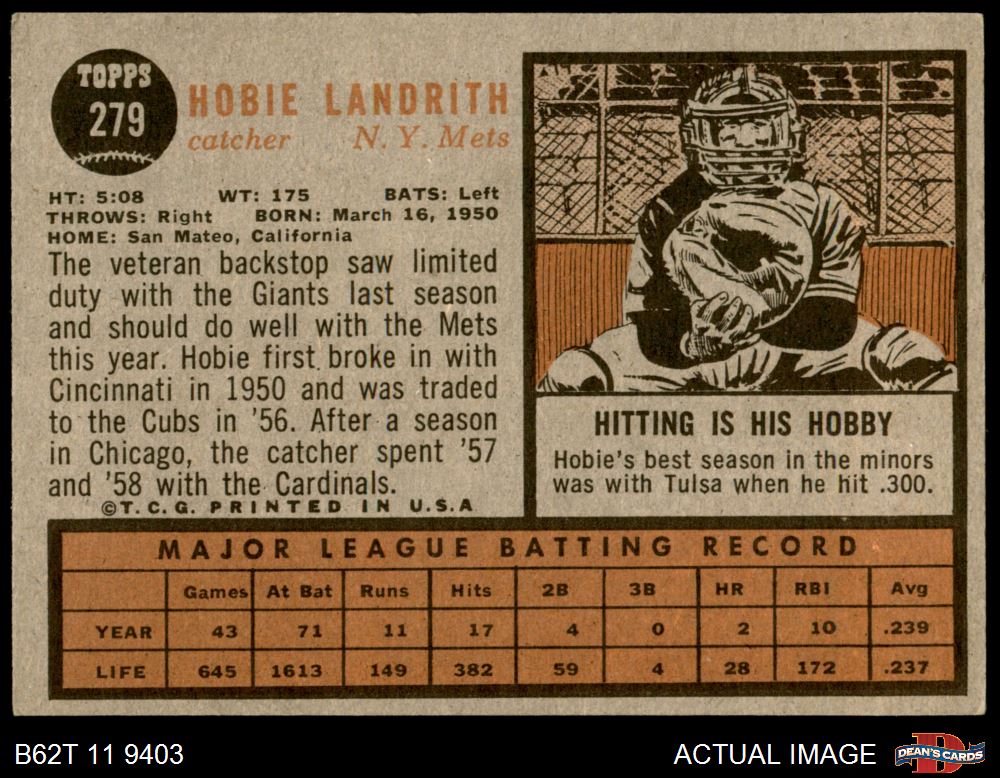 TOPPS
279
HOBIE LANDRITH
catcher N. Y. Mets
HT: 5:08 WT: 175 BATS: Left
THROWS: Right BORN: March 16, 1950
HOME: San Mateo, California
The veteran backstop saw limited
duty with the Giants last season
and should do well with the Mets
this year. Hobie first broke in with
Cincinnati in 1950 and was traded
to the Cubs in '56. After a season
in Chicago, the catcher spent '57
and '58 with the Cardinals.
©T. C. G. PRINTED IN U.S.A
HITTING IS HIS HOBBY
Hobie's best season in the minors
was with Tulsa when he hit .300.
MAJOR LEAGUE BATTING RECORD
Games At Bat Runs Hits 2B 3B HR RBI Avg
YEAR 43 71 11 17 4 0 2 10 .239
LIFE 645 1613 149 382 59 4 28 172 .237
B62T 11 9403
ACTUAL IMAGE
DEAN'S CARDS